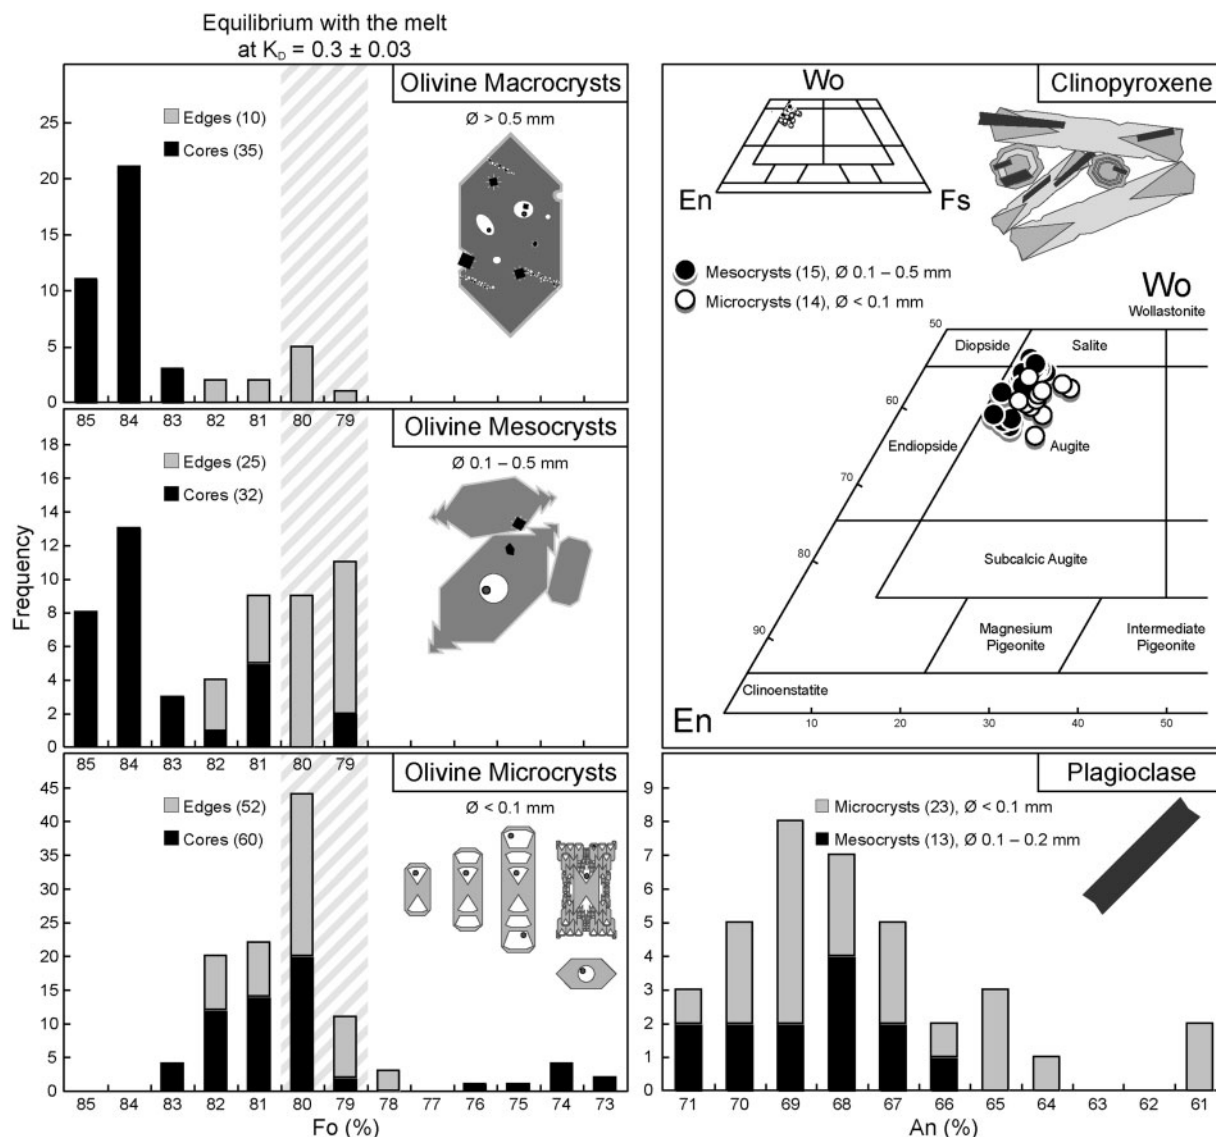 Equilibrium with the melt
at K_D = 0.3 ± 0.03
Olivine Macrocrysts
Ø > 0.5 mm
Edges (10)
Cores (35)
25
20
15
10
5
0
85 84 83 82 81 80 79
Olivine Mesocrysts
Ø 0.1 – 0.5 mm
Edges (25)
Cores (32)
Frequency
18
16
14
12
10
8
6
4
2
0
85 84 83 82 81 80 79
Olivine Microcrysts
Ø < 0.1 mm
Edges (52)
Cores (60)
45
40
35
30
25
20
15
10
5
0
85 84 83 82 81 80 79 78 77 76 75 74 73
Fo (%)
Clinopyroxene
Wo
En
Fs
Mesocrysts (15), Ø 0.1 – 0.5 mm
Microcrysts (14), Ø < 0.1 mm
Wo
Wollastonite
50
Diopside
Salite
60
Endiopside
Augite
70
80
Subcalcic Augite
90
Magnesium
Pigeonite
Intermediate
Pigeonite
Clinoenstatite
En
10 20 30 40 50
Plagioclase
Microcrysts (23), Ø < 0.1 mm
Mesocrysts (13), Ø 0.1 – 0.2 mm
9
8
7
6
5
4
3
2
1
0
71 70 69 68 67 66 65 64 63 62 61
An (%)